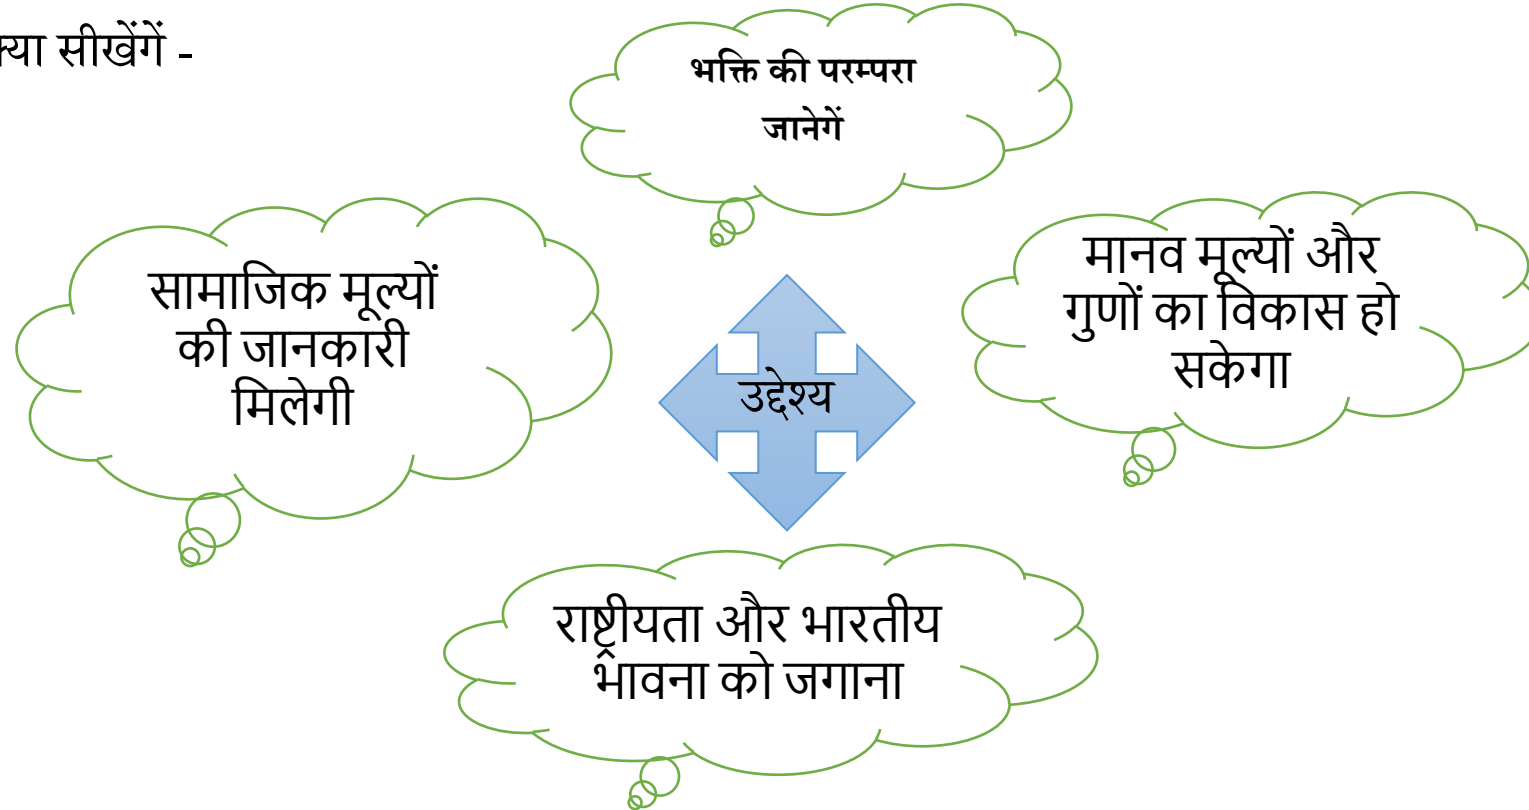 क्या सीखेंगें -
भक्ति की परम्परा
जानेगें
सामाजिक मूल्यों
की जानकारी
मिलेगी
मानव मूल्यों और
गुणों का विकास हो
सकेगा
उद्देश्य
राष्ट्रीयता और भारतीय
भावना को जगाना